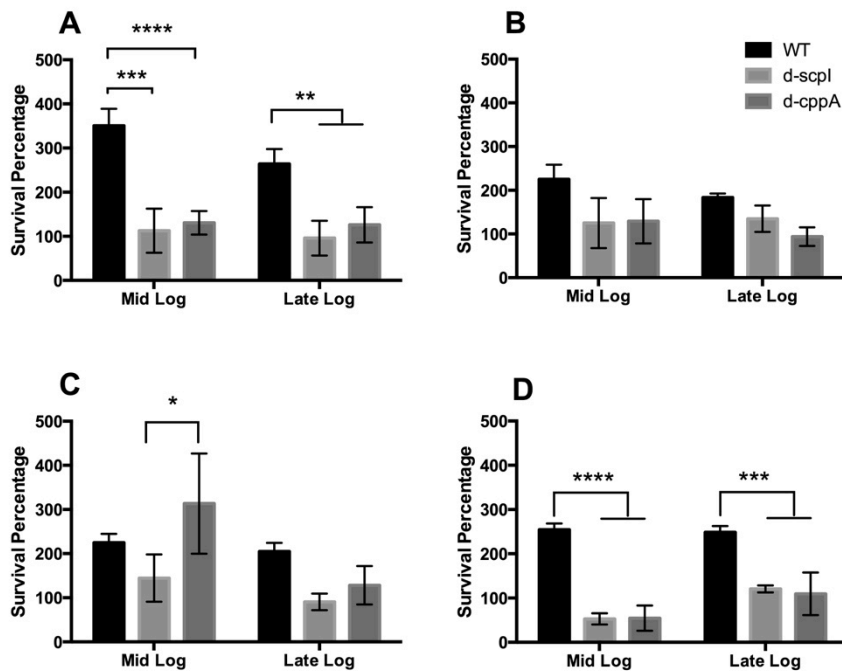 A
****
***
**
500
400
300
200
100
0
Survival Percentage
Mid Log
Late Log
B
WT
d-scpI
d-cppA
500
400
300
200
100
0
Survival Percentage
Mid Log
Late Log
C
*
500
400
300
200
100
0
Survival Percentage
Mid Log
Late Log
D
****
***
500
400
300
200
100
0
Survival Percentage
Mid Log
Late Log